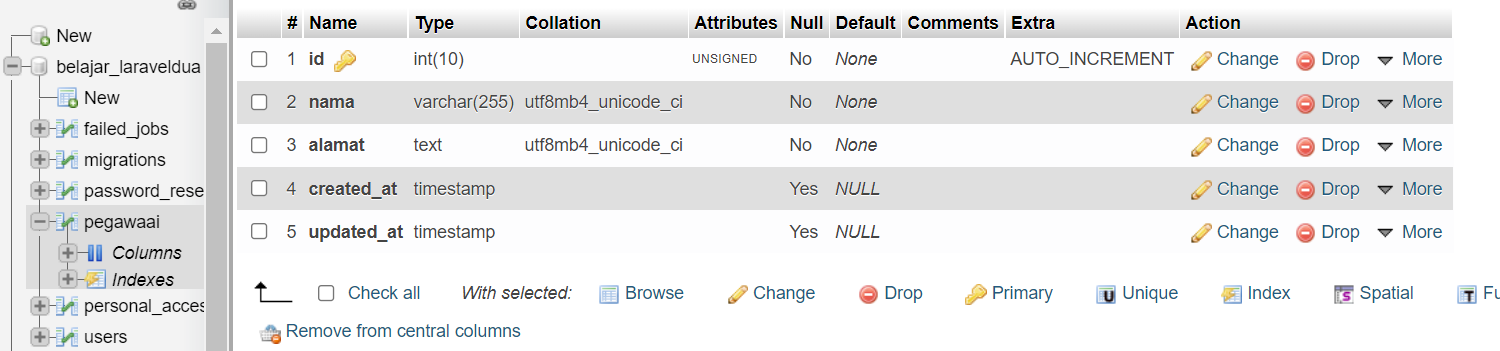 New
belajar_laraveldua
New
failed_jobs
migrations
password_rese
pegawaai
Columns
Indexes
personal_acces
users
# Name Type Collation Attributes Null Default Comments Extra Action
1 id int(10) UNSIGNED No None AUTO_INCREMENT Change Drop More
2 nama varchar(255) utf8mb4_unicode_ci No None Change Drop More
3 alamat text utf8mb4_unicode_ci No None Change Drop More
4 created_at timestamp Yes NULL Change Drop More
5 updated_at timestamp Yes NULL Change Drop More
Check all With selected: Browse Change Drop Primary Unique Index Spatial Fu
Remove from central columns